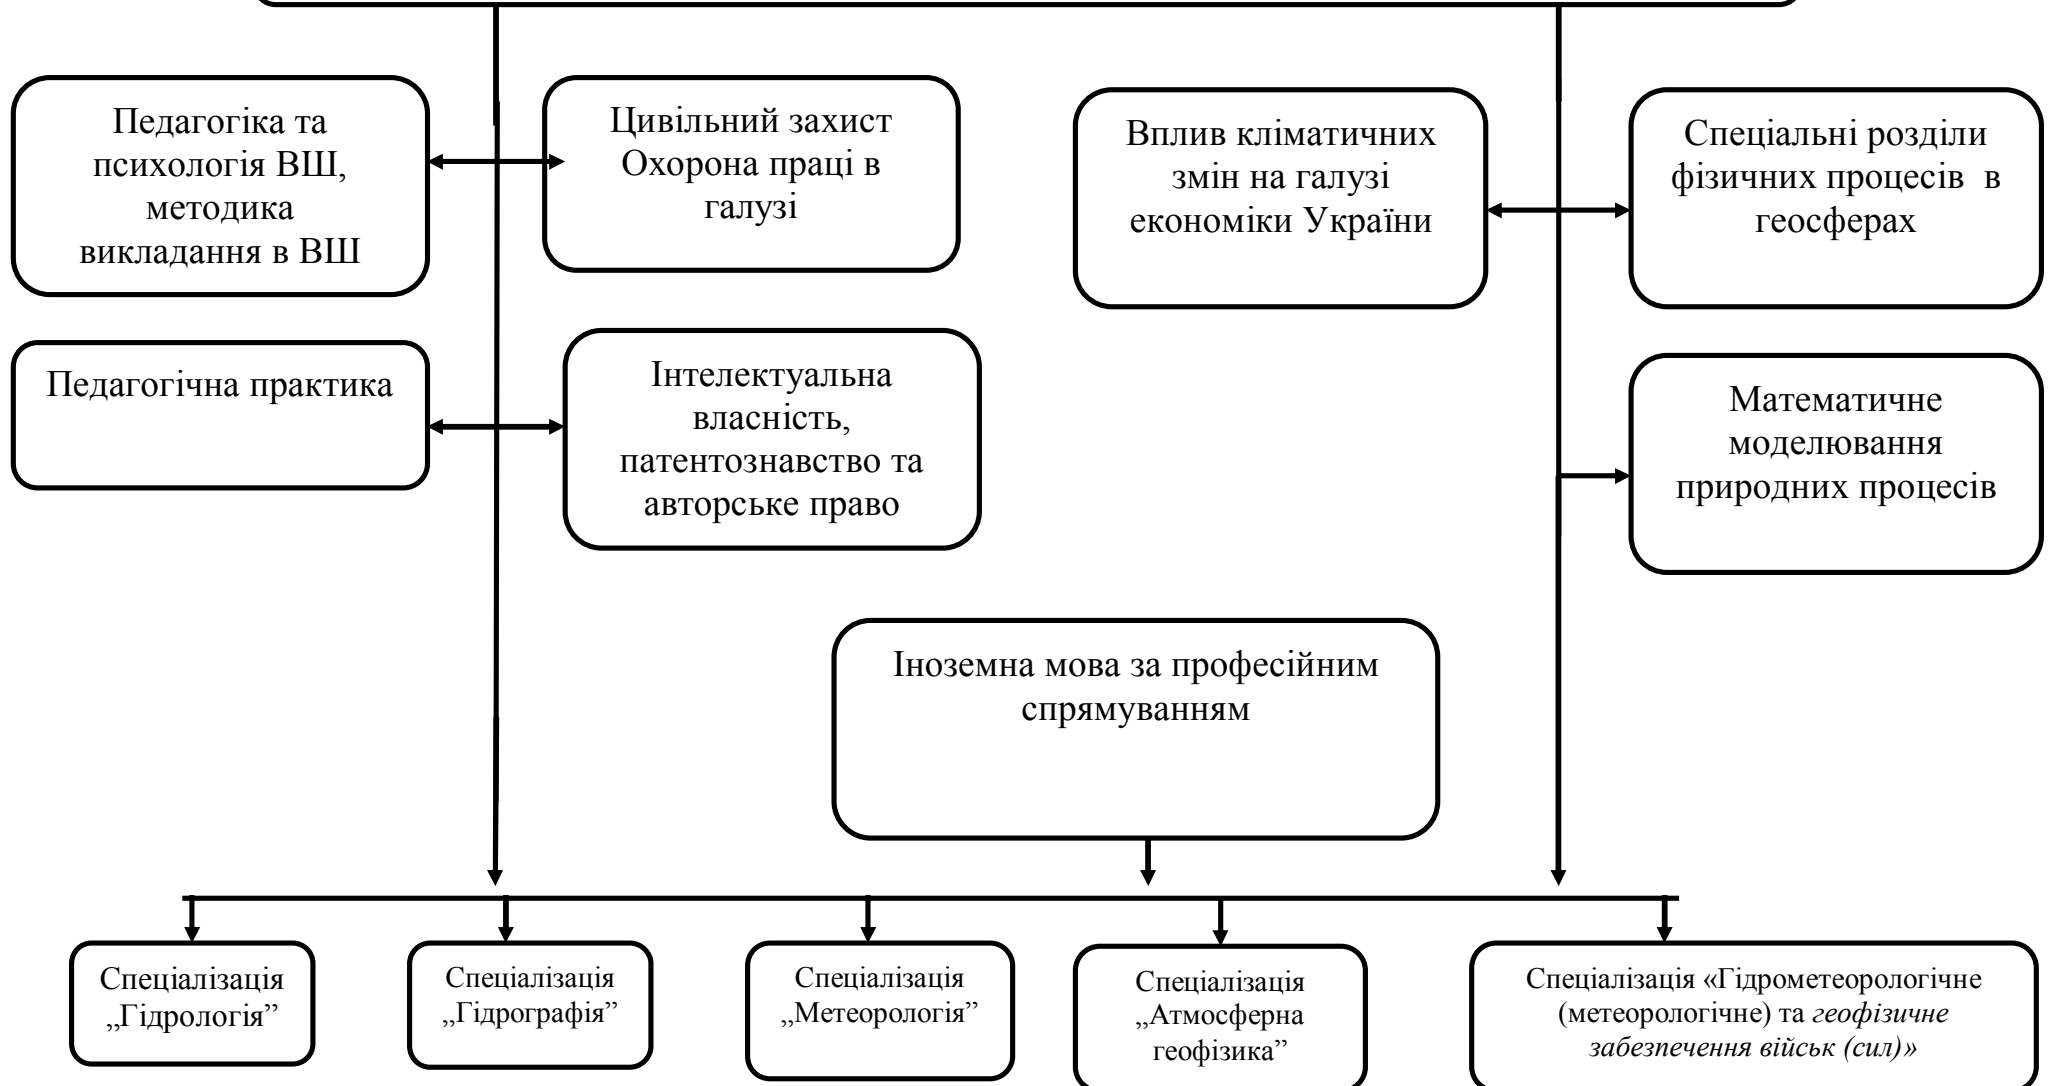 Педагогіка та
психологія ВШ,
методика
викладання в ВШ
Цивільний захист
Охорона праці в
галузі
Вплив кліматичних
змін на галузі
економіки України
Спеціальні розділи
фізичних процесів в
геосферах
Педагогічна практика
Інтелектуальна
власність,
патентознавство та
авторське право
Математичне
моделювання
природних процесів
Іноземна мова за професійним
спрямуванням
Спеціалізація
„Гідрологія”
Спеціалізація
„Гідрографія”
Спеціалізація
„Метеорологія”
Спеціалізація
„Атмосферна
геофізика”
Спеціалізація «Гідрометеорологічне
(метеорологічне) та геофізичне
забезпечення військ (сил)»